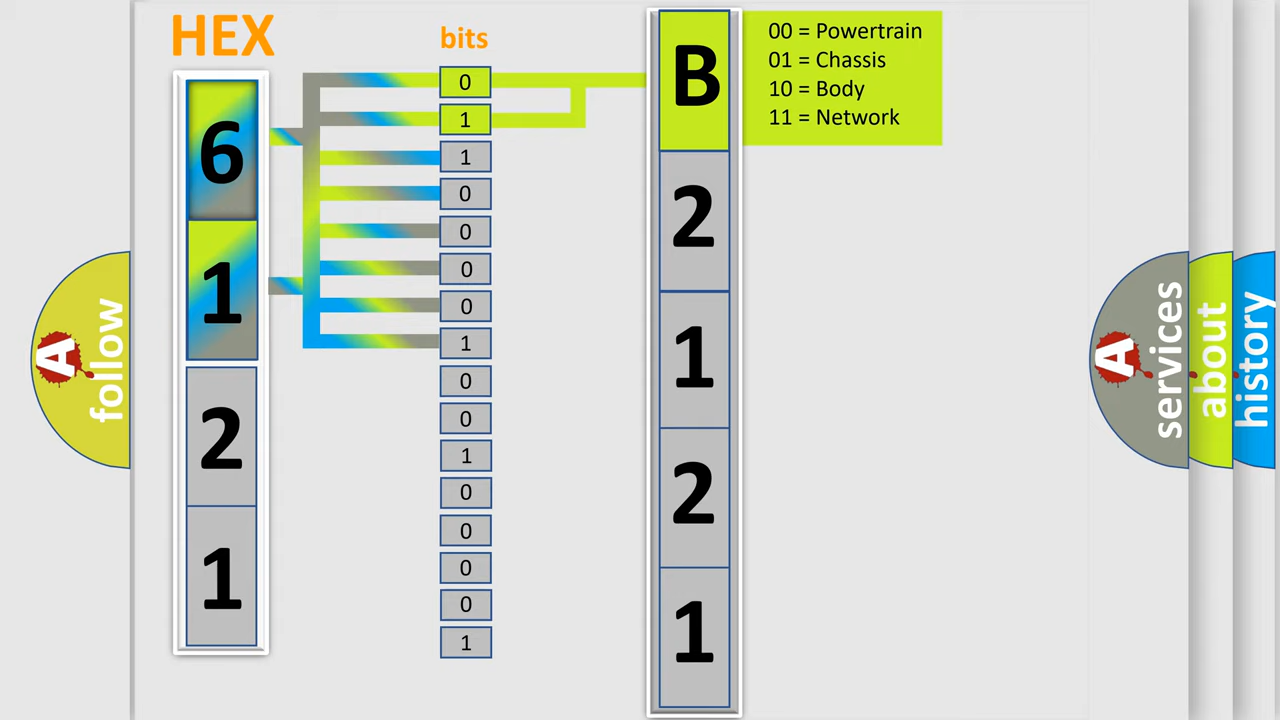 HEX
bits
6
1
2
1
0
1
1
0
0
0
0
1
0
0
1
0
0
0
0
1
B
2
1
2
1
00 = Powertrain
01 = Chassis
10 = Body
11 = Network
A
follow
A
services
about
history